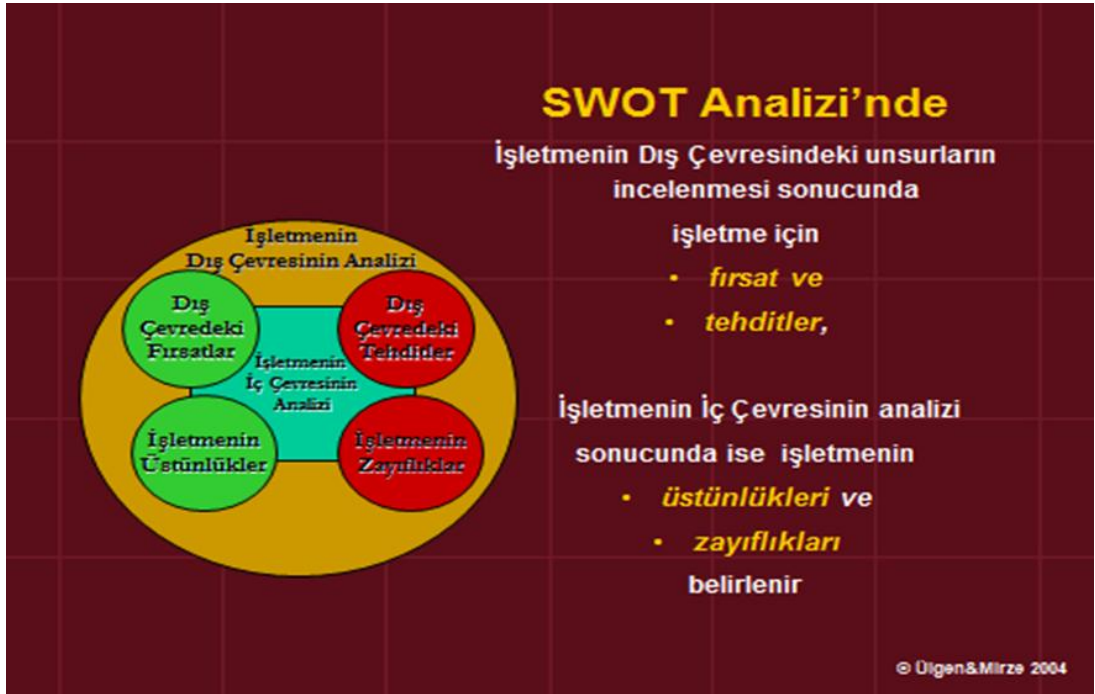 SWOT Analizi’nde
İşletmenin Dış Çevresindeki unsurların
incelenmesi sonucunda
işletme için
• fırsat ve
• tehditler,
İşletmenin İç Çevresinin analizi
sonucunda ise işletmenin
• üstünlükleri ve
• zayıflıkları
belirlenir
İşletmenin
Dış Çevresinin Analizi
Dış
Çevredeki
Fırsatlar
Dış
Çevredeki
Tehditler
İşletmenin
İç Çevresinin
Analizi
İşletmenin
Üstünlükler
İşletmenin
Zayıflıklar
© Ülgen&Mirze 2004